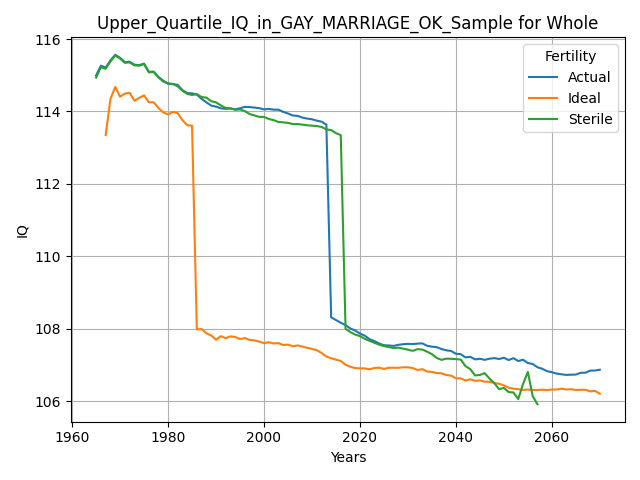 Upper_Quartile_IQ_in_GAY_MARRIAGE_OK_Sample for Whole
Fertility
Actual
Ideal
Sterile
IQ
116
114
112
110
108
106
1960
1980
2000
2020
2040
2060
Years